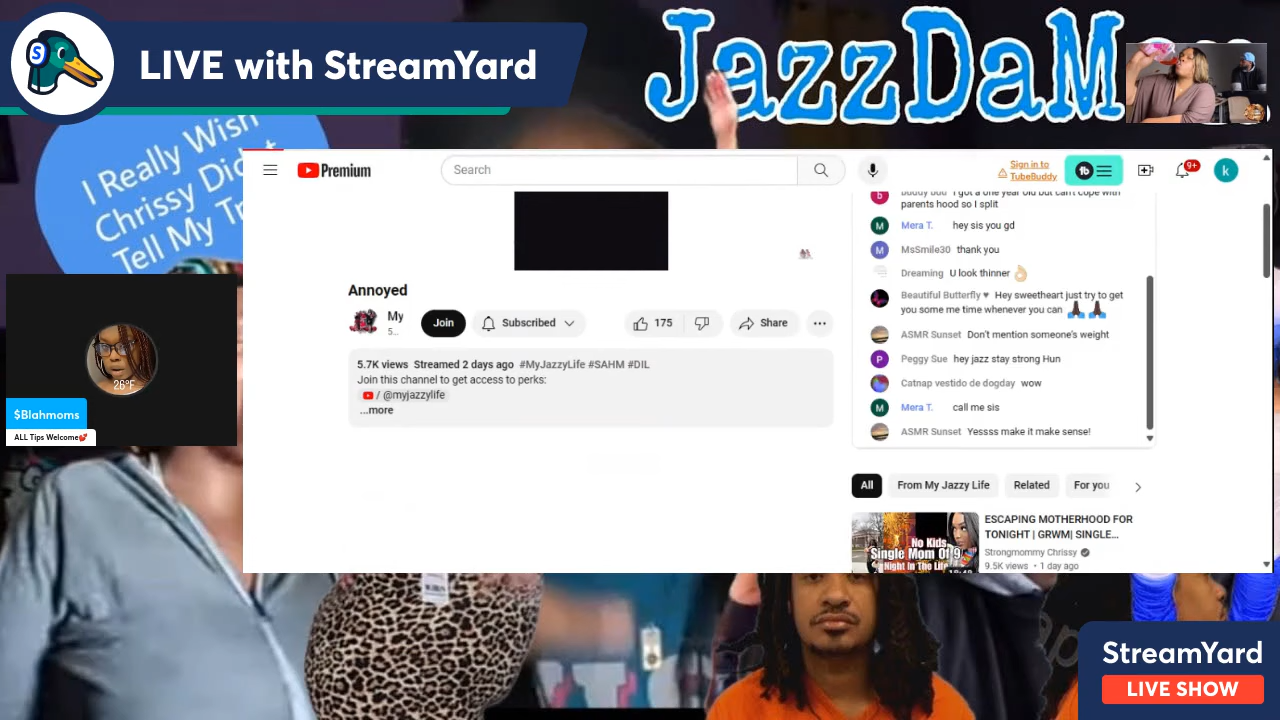 LIVE with StreamYard
JazzDaM
I Really Wish
Chrissy Did
Tell My
Premium
Search
Sign in to
TubeBuddy
9+
k
Buddy bud I got a one year old but can't cope with
parents hood so I split
Mera T. hey sis you gd
MsSmile30 thank you
Dreaming U look thinner 👌🏼
Beautiful Butterfly ♥ Hey sweetheart just try to get
you some me time whenever you can 🙏🏿 🙏🏿
ASMR Sunset Don't mention someone's weight
Peggy Sue hey jazz stay strong Hun
Catnap vestido de dogday wow
Mera T. call me sis
ASMR Sunset Yessss make it make sense!
Annoyed
My
5...
Join
Subscribed
175
Share
5.7K views Streamed 2 days ago #MyJazzyLife #SAHM #DIL
Join this channel to get access to perks:
/ @myjazzylife
...more
All
From My Jazzy Life
Related
For you
ESCAPING MOTHERHOOD FOR
TONIGHT | GRWM| SINGLE...
Strongmommy Chrissy
9.5K views • 1 day ago
No Kids
Single Mom Of 9
Night In The Life
26°F
$Blahmoms
ALL Tips Welcome💋
StreamYard
LIVE SHOW